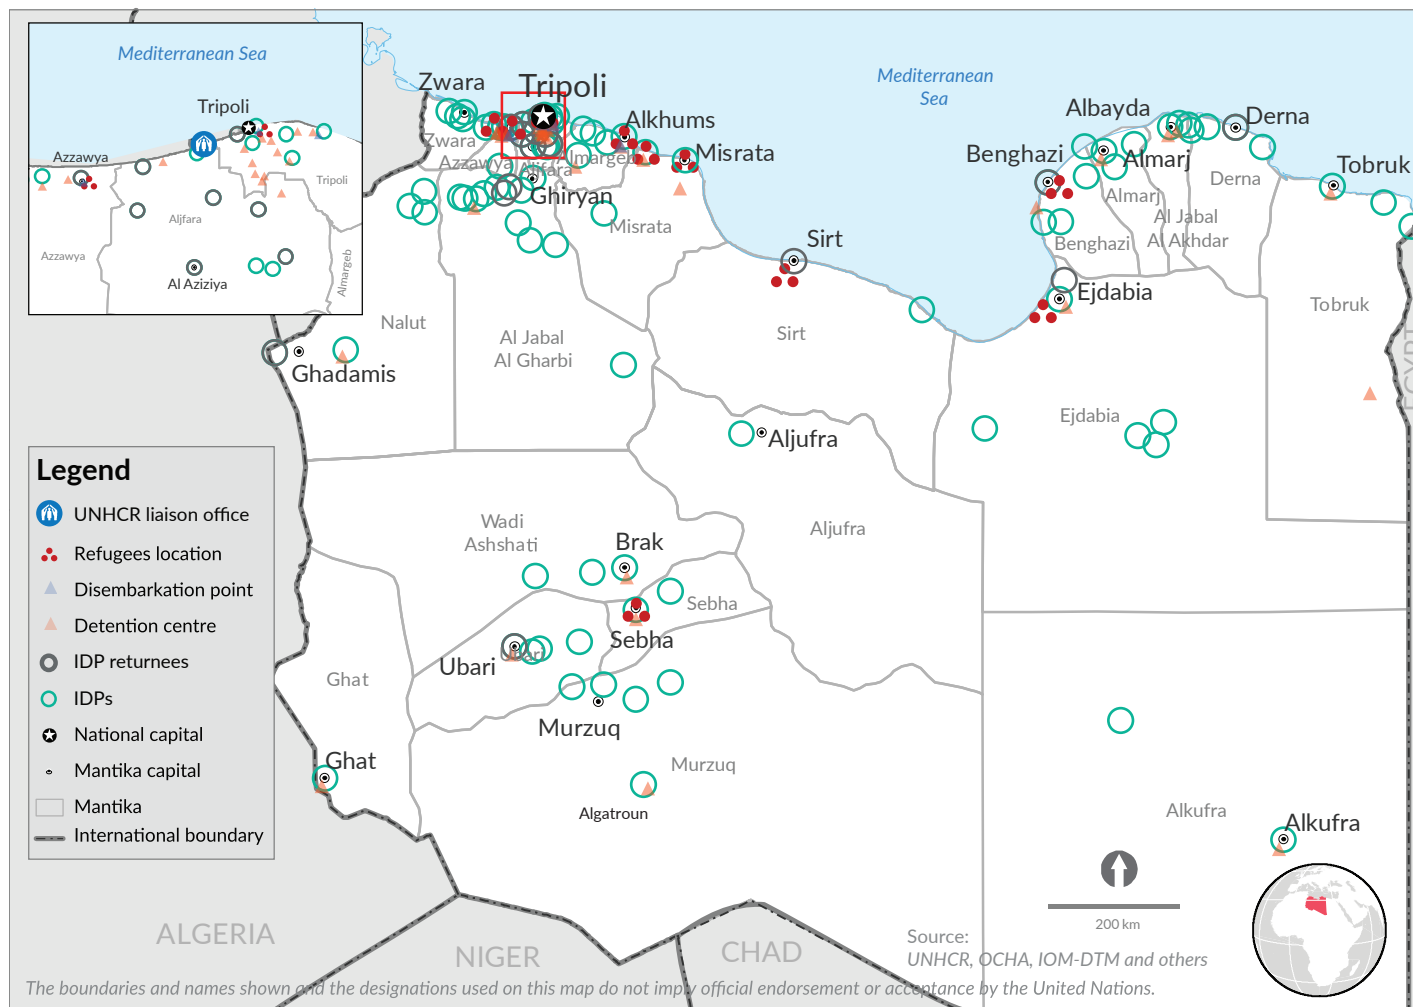 Mediterranean Sea
Tripoli
Azzawya
Tripoli
Aljfara
Azzawya
Almargeb
Al Aziziya
Zwara
Tripoli
Alkhums
Misrata
Zwara
Azzawya
Aljfara
Almargeb
Ghiryan
Misrata
Mediterranean
Sea
Albayda
Derna
Benghazi
Almarj
Tobruk
Derna
Almarj
Al Jabal
Al Akhdar
Benghazi
Sirt
Ejdabia
Nalut
Al Jabal
Al Gharbi
Sirt
Tobruk
EGYPT
Ghadamis
Ejdabia
Aljufra
Aljufra
Legend
UNHCR liaison office
Refugees location
Disembarkation point
Detention centre
IDP returnees
IDPs
National capital
Mantika capital
Mantika
International boundary
Wadi
Ashshati
Brak
Sebha
Sebha
Ubari
Ubari
Ghat
Murzuq
Ghat
Murzuq
Algatroun
Alkufra
Alkufra
200 km
ALGERIA
NIGER
CHAD
Source:
UNHCR, OCHA, IOM-DTM and others
The boundaries and names shown and the designations used on this map do not imply official endorsement or acceptance by the United Nations.